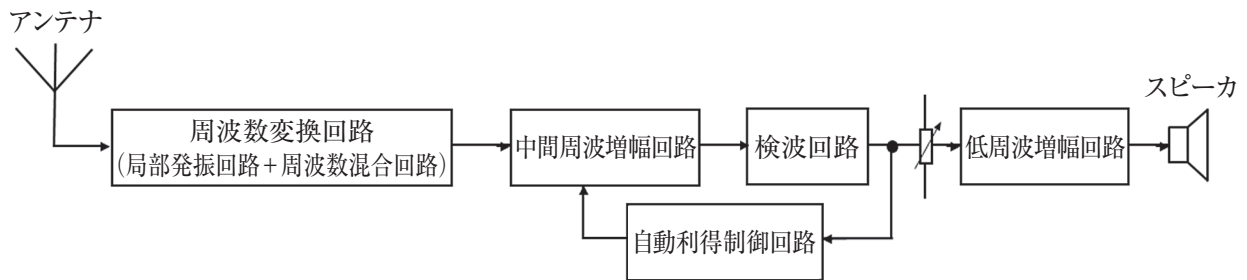 アンテナ
スピーカ
周波数変換回路
(局部発振回路+周波数混合回路)
中間周波増幅回路
検波回路
低周波増幅回路
自動利得制御回路